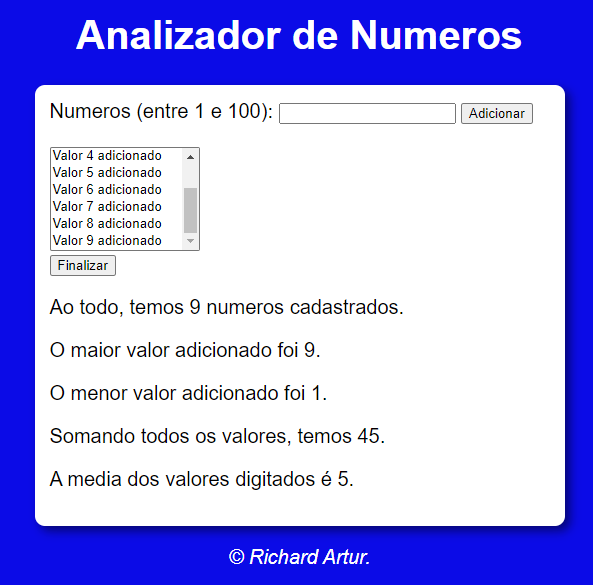 Analizador de Numeros
Numeros (entre 1 e 100): Adicionar
Valor 4 adicionado
Valor 5 adicionado
Valor 6 adicionado
Valor 7 adicionado
Valor 8 adicionado
Valor 9 adicionado
Finalizar
Ao todo, temos 9 numeros cadastrados.
O maior valor adicionado foi 9.
O menor valor adicionado foi 1.
Somando todos os valores, temos 45.
A media dos valores digitados é 5.
© Richard Artur.